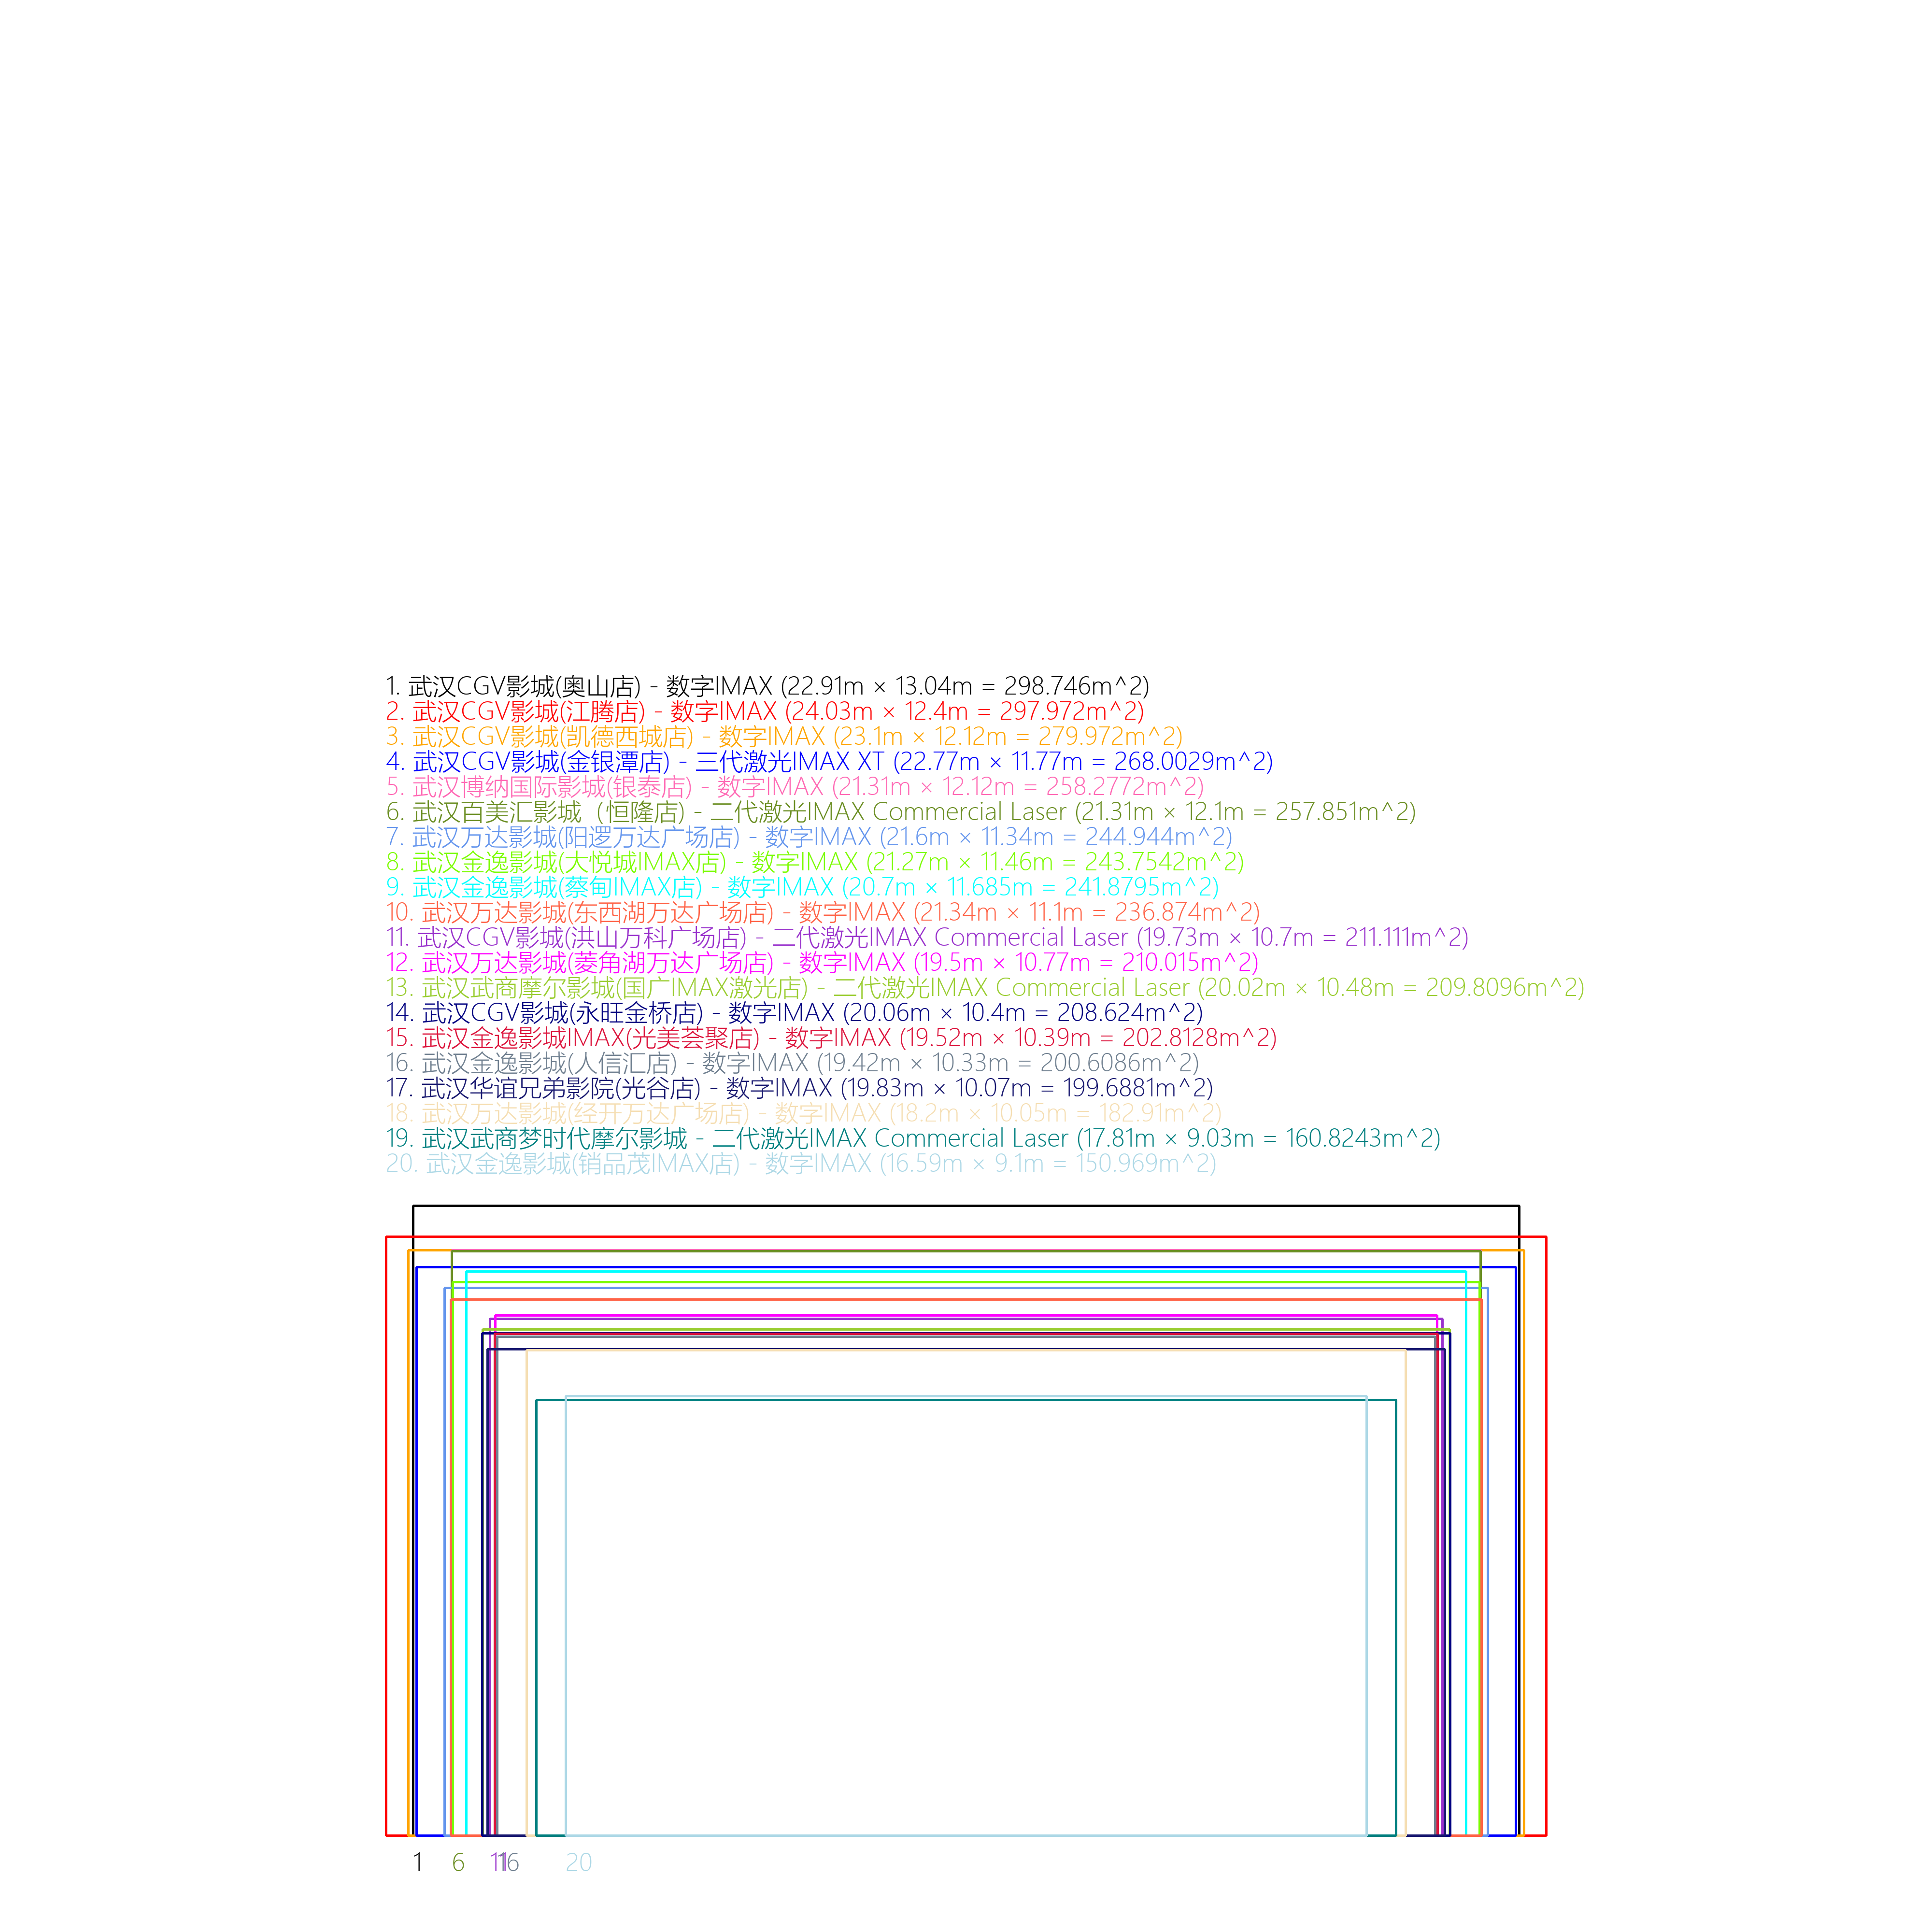 1. 武汉CGV影城(奥山店) - 数字IMAX (22.91m × 13.04m = 298.746m^2)
2. 武汉CGV影城(江腾店) - 数字IMAX (24.03m × 12.4m = 297.972m^2)
3. 武汉CGV影城(凯德西城店) - 数字IMAX (23.1m × 12.12m = 279.972m^2)
4. 武汉CGV影城(金银潭店) - 三代激光IMAX XT (22.77m × 11.77m = 268.0029m^2)
5. 武汉博纳国际影城(银泰店) - 数字IMAX (21.31m × 12.12m = 258.2772m^2)
6. 武汉百美汇影城（恒隆店) - 二代激光IMAX Commercial Laser (21.31m × 12.1m = 257.851m^2)
7. 武汉万达影城(阳逻万达广场店) - 数字IMAX (21.6m × 11.34m = 244.944m^2)
8. 武汉金逸影城(大悦城IMAX店) - 数字IMAX (21.27m × 11.46m = 243.7542m^2)
9. 武汉金逸影城(蔡甸IMAX店) - 数字IMAX (20.7m × 11.685m = 241.8795m^2)
10. 武汉万达影城(东西湖万达广场店) - 数字IMAX (21.34m × 11.1m = 236.874m^2)
11. 武汉CGV影城(洪山万科广场店) - 二代激光IMAX Commercial Laser (19.73m × 10.7m = 211.111m^2)
12. 武汉万达影城(菱角湖万达广场店) - 数字IMAX (19.5m × 10.77m = 210.015m^2)
13. 武汉武商摩尔影城(国广IMAX激光店) - 二代激光IMAX Commercial Laser (20.02m × 10.48m = 209.8096m^2)
14. 武汉CGV影城(永旺金桥店) - 数字IMAX (20.06m × 10.4m = 208.624m^2)
15. 武汉金逸影城IMAX(光美荟聚店) - 数字IMAX (19.52m × 10.39m = 202.8128m^2)
16. 武汉金逸影城(人信汇店) - 数字IMAX (19.42m × 10.33m = 200.6086m^2)
17. 武汉华谊兄弟影院(光谷店) - 数字IMAX (19.83m × 10.07m = 199.6881m^2)
18. 武汉万达影城(经开万达广场店) - 数字IMAX (18.2m × 10.05m = 182.91m^2)
19. 武汉武商梦时代摩尔影城 - 二代激光IMAX Commercial Laser (17.81m × 9.03m = 160.8243m^2)
20. 武汉金逸影城(销品茂IMAX店) - 数字IMAX (16.59m × 9.1m = 150.969m^2)
1 6 11 16 20